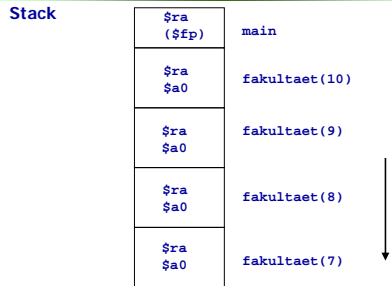 Stack
$ra
($fp)
main
$ra
$a0
fakultaet(10)
$ra
$a0
fakultaet(9)
$ra
$a0
fakultaet(8)
$ra
$a0
fakultaet(7)